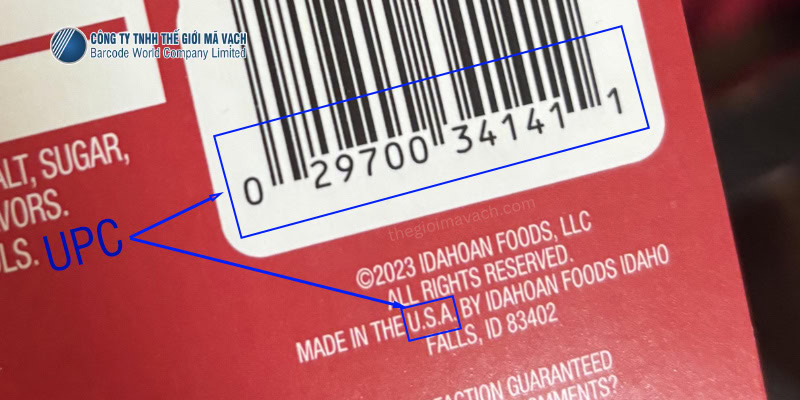 CÔNG TY TNHH THẾ GIỚI MÃ VẠCH
Barcode World Company Limited
0 29700 34141 1
ALT, SUGAR,
VORS.
LS.
UPC
thegioimavach.com
©2023 IDAHOAN FOODS, LLC
ALL RIGHTS RESERVED.
MADE IN THE U.S.A. BY IDAHOAN FOODS IDAHO
FALLS, ID 83402
ACTION GUARANTEED
OMMENTS?